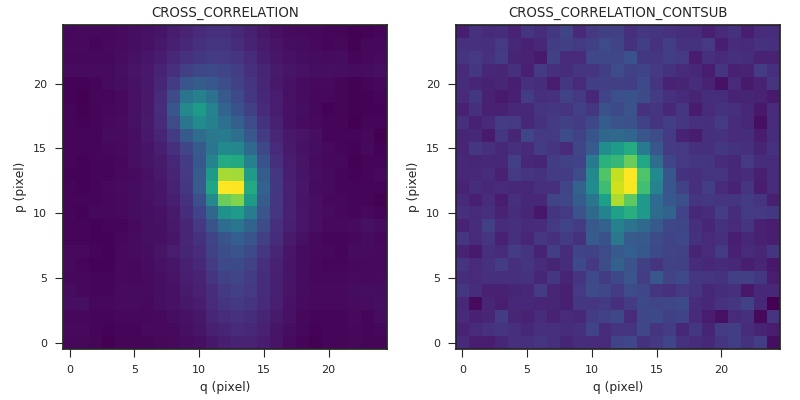 CROSS_CORRELATION
CROSS_CORRELATION_CONTSUB
p (pixel)
20
15
10
5
0
0 5 10 15 20
q (pixel)
p (pixel)
20
15
10
5
0
0 5 10 15 20
q (pixel)